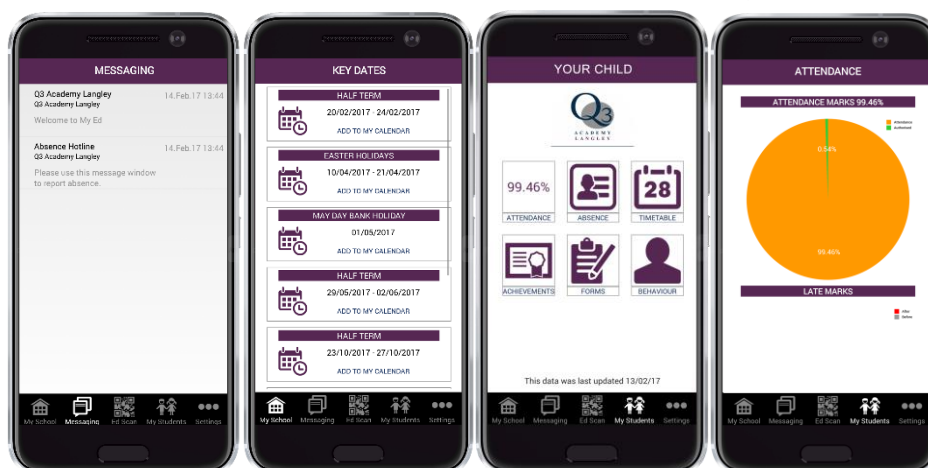 MESSAGING
Q3 Academy Langley 14.Feb.17 13:44
Q3 Academy Langley
Welcome to My Ed
Absence Hotline 14.Feb.17 13:44
Q3 Academy Langley
Please use this message window
to report absence.
My School Messaging Ed Scan My Students Settings
KEY DATES
HALF TERM
20/02/2017 - 24/02/2017
ADD TO MY CALENDAR
EASTER HOLIDAYS
10/04/2017 - 21/04/2017
ADD TO MY CALENDAR
MAY DAY BANK HOLIDAY
01/05/2017
ADD TO MY CALENDAR
HALF TERM
29/05/2017 - 02/06/2017
ADD TO MY CALENDAR
HALF TERM
23/10/2017 - 27/10/2017
ADD TO MY CALENDAR
My School Messaging Ed Scan My Students Settings
YOUR CHILD
Q3
ACADEMY
LANGLEY
99.46% 28
ATTENDANCE ABSENCE TIMETABLE
ACHIEVEMENTS FORMS BEHAVIOUR
This data was last updated 13/02/17
My School Messaging Ed Scan My Students Settings
ATTENDANCE
ATTENDANCE MARKS 99.46%
Attendance
Authorised
0.54%
99.46%
LATE MARKS
After
Before
My School Messaging Ed Scan My Students Settings